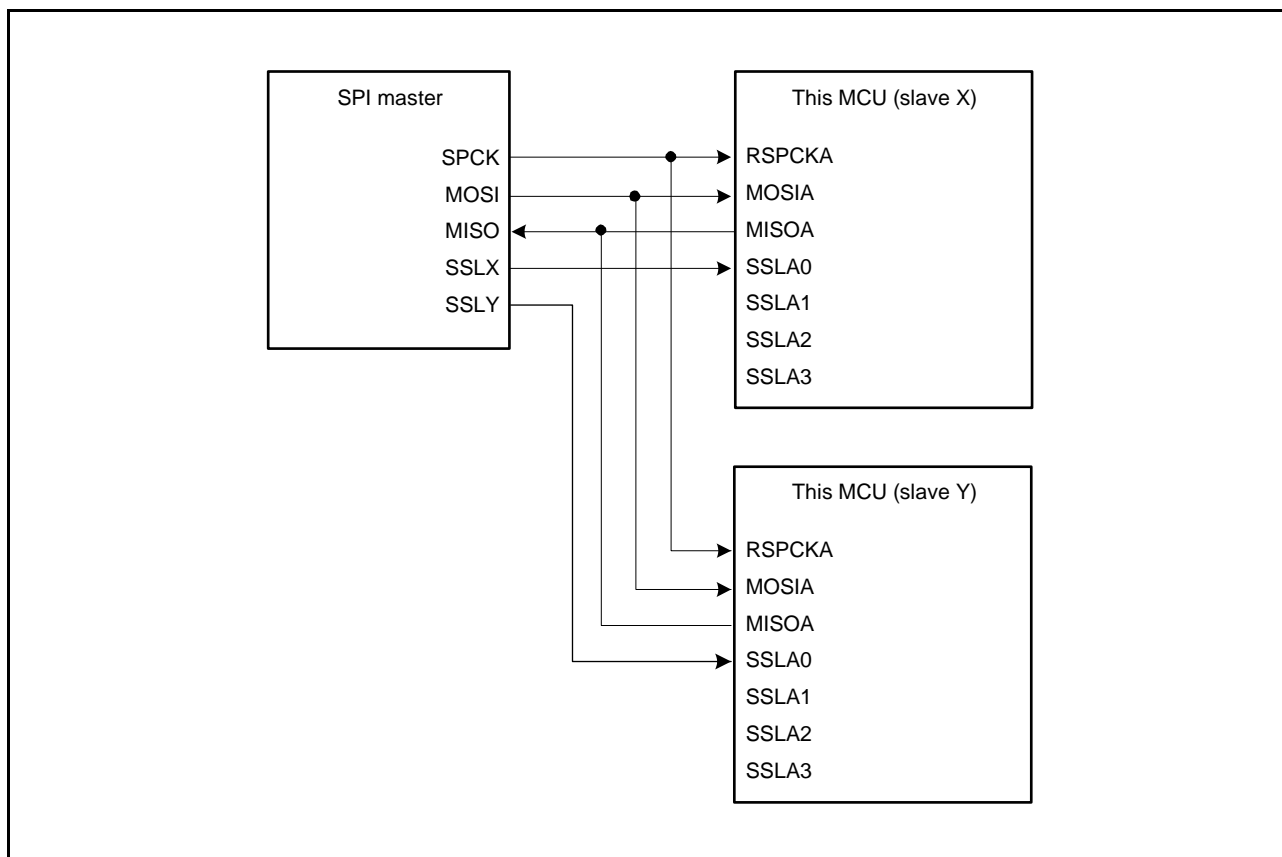 SPI master
SPCK
MOSI
MISO
SSLX
SSLY
This MCU (slave X)
RSPCKA
MOSIA
MISOA
SSLA0
SSLA1
SSLA2
SSLA3
This MCU (slave Y)
RSPCKA
MOSIA
MISOA
SSLA0
SSLA1
SSLA2
SSLA3